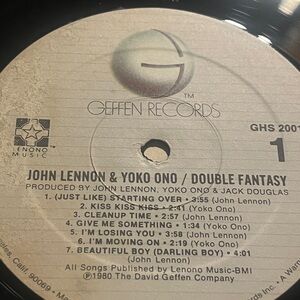 TM
GEFFEN RECORDS
LENONO
MUSIC
GHS 2001
1
JOHN LENNON & YOKO ONO / DOUBLE FANTASY
PRODUCED BY JOHN LENNON, YOKO ONO & JACK DOUGLAS
1. (JUST LIKE) STARTING OVER • 3:55 (John Lennon)
2. KISS KISS KISS • 2:41 (Yoko Ono)
3. CLEANUP TIME • 2:57 (John Lennon)
4. GIVE ME SOMETHING • 1:34 (Yoko Ono)
5. I'M LOSING YOU • 3:58 (John Lennon)
6. I'M MOVING ON • 2:19 (Yoko Ono)
7. BEAUTIFUL BOY (DARLING BOY) • 4:01
(John Lennon)
All Songs Published by Lenono Music-BMI
℗1980 The David Geffen Company
Calif. 90069